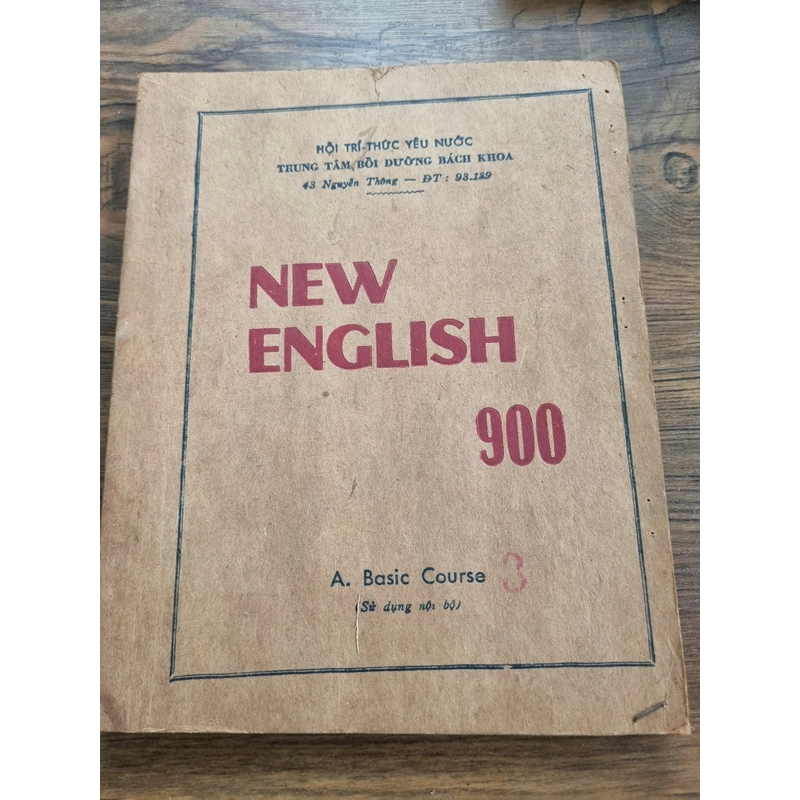 HỘI TRÍ-THỨC YÊU NƯỚC
TRUNG TÂM BỒI DƯỠNG BÁCH KHOA
43 Nguyễn Thông — ĐT : 93.139
NEW
ENGLISH
900
A. Basic Course 3
(Sử dụng nội bộ)